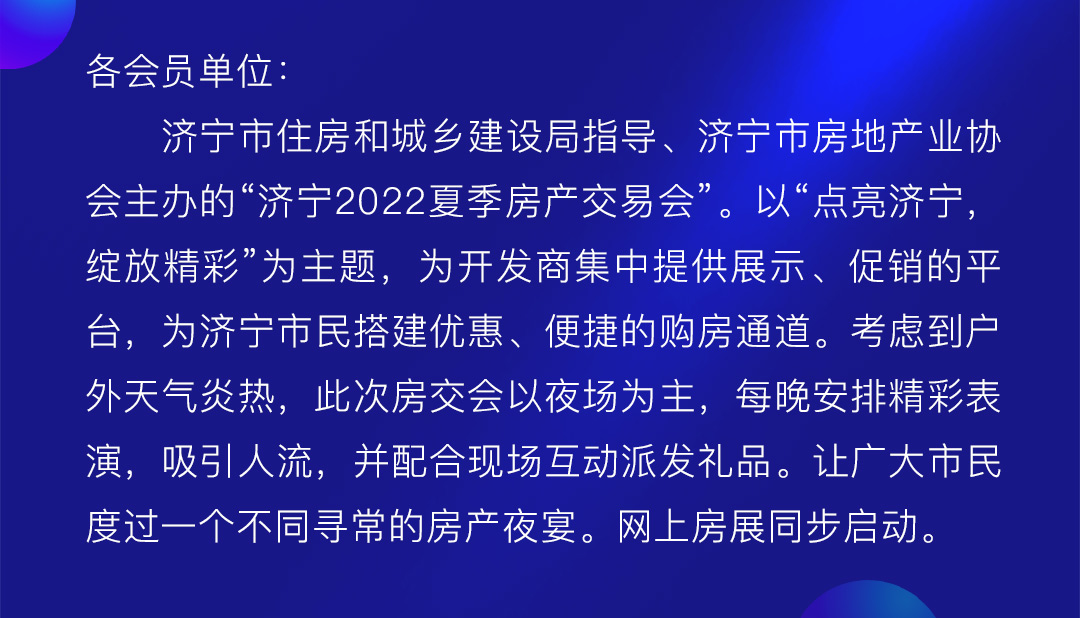 各会员单位：
济宁市住房和城乡建设局指导、济宁市房地产业协
会主办的“济宁2022夏季房产交易会”。以“点亮济宁，
绽放精彩”为主题，为开发商集中提供展示、促销的平
台，为济宁市民搭建优惠、便捷的购房通道。考虑到户
外天气炎热，此次房交会以夜场为主，每晚安排精彩表
演，吸引人流，并配合现场互动派发礼品。让广大市民
度过一个不同寻常的房产夜宴。网上房展同步启动。